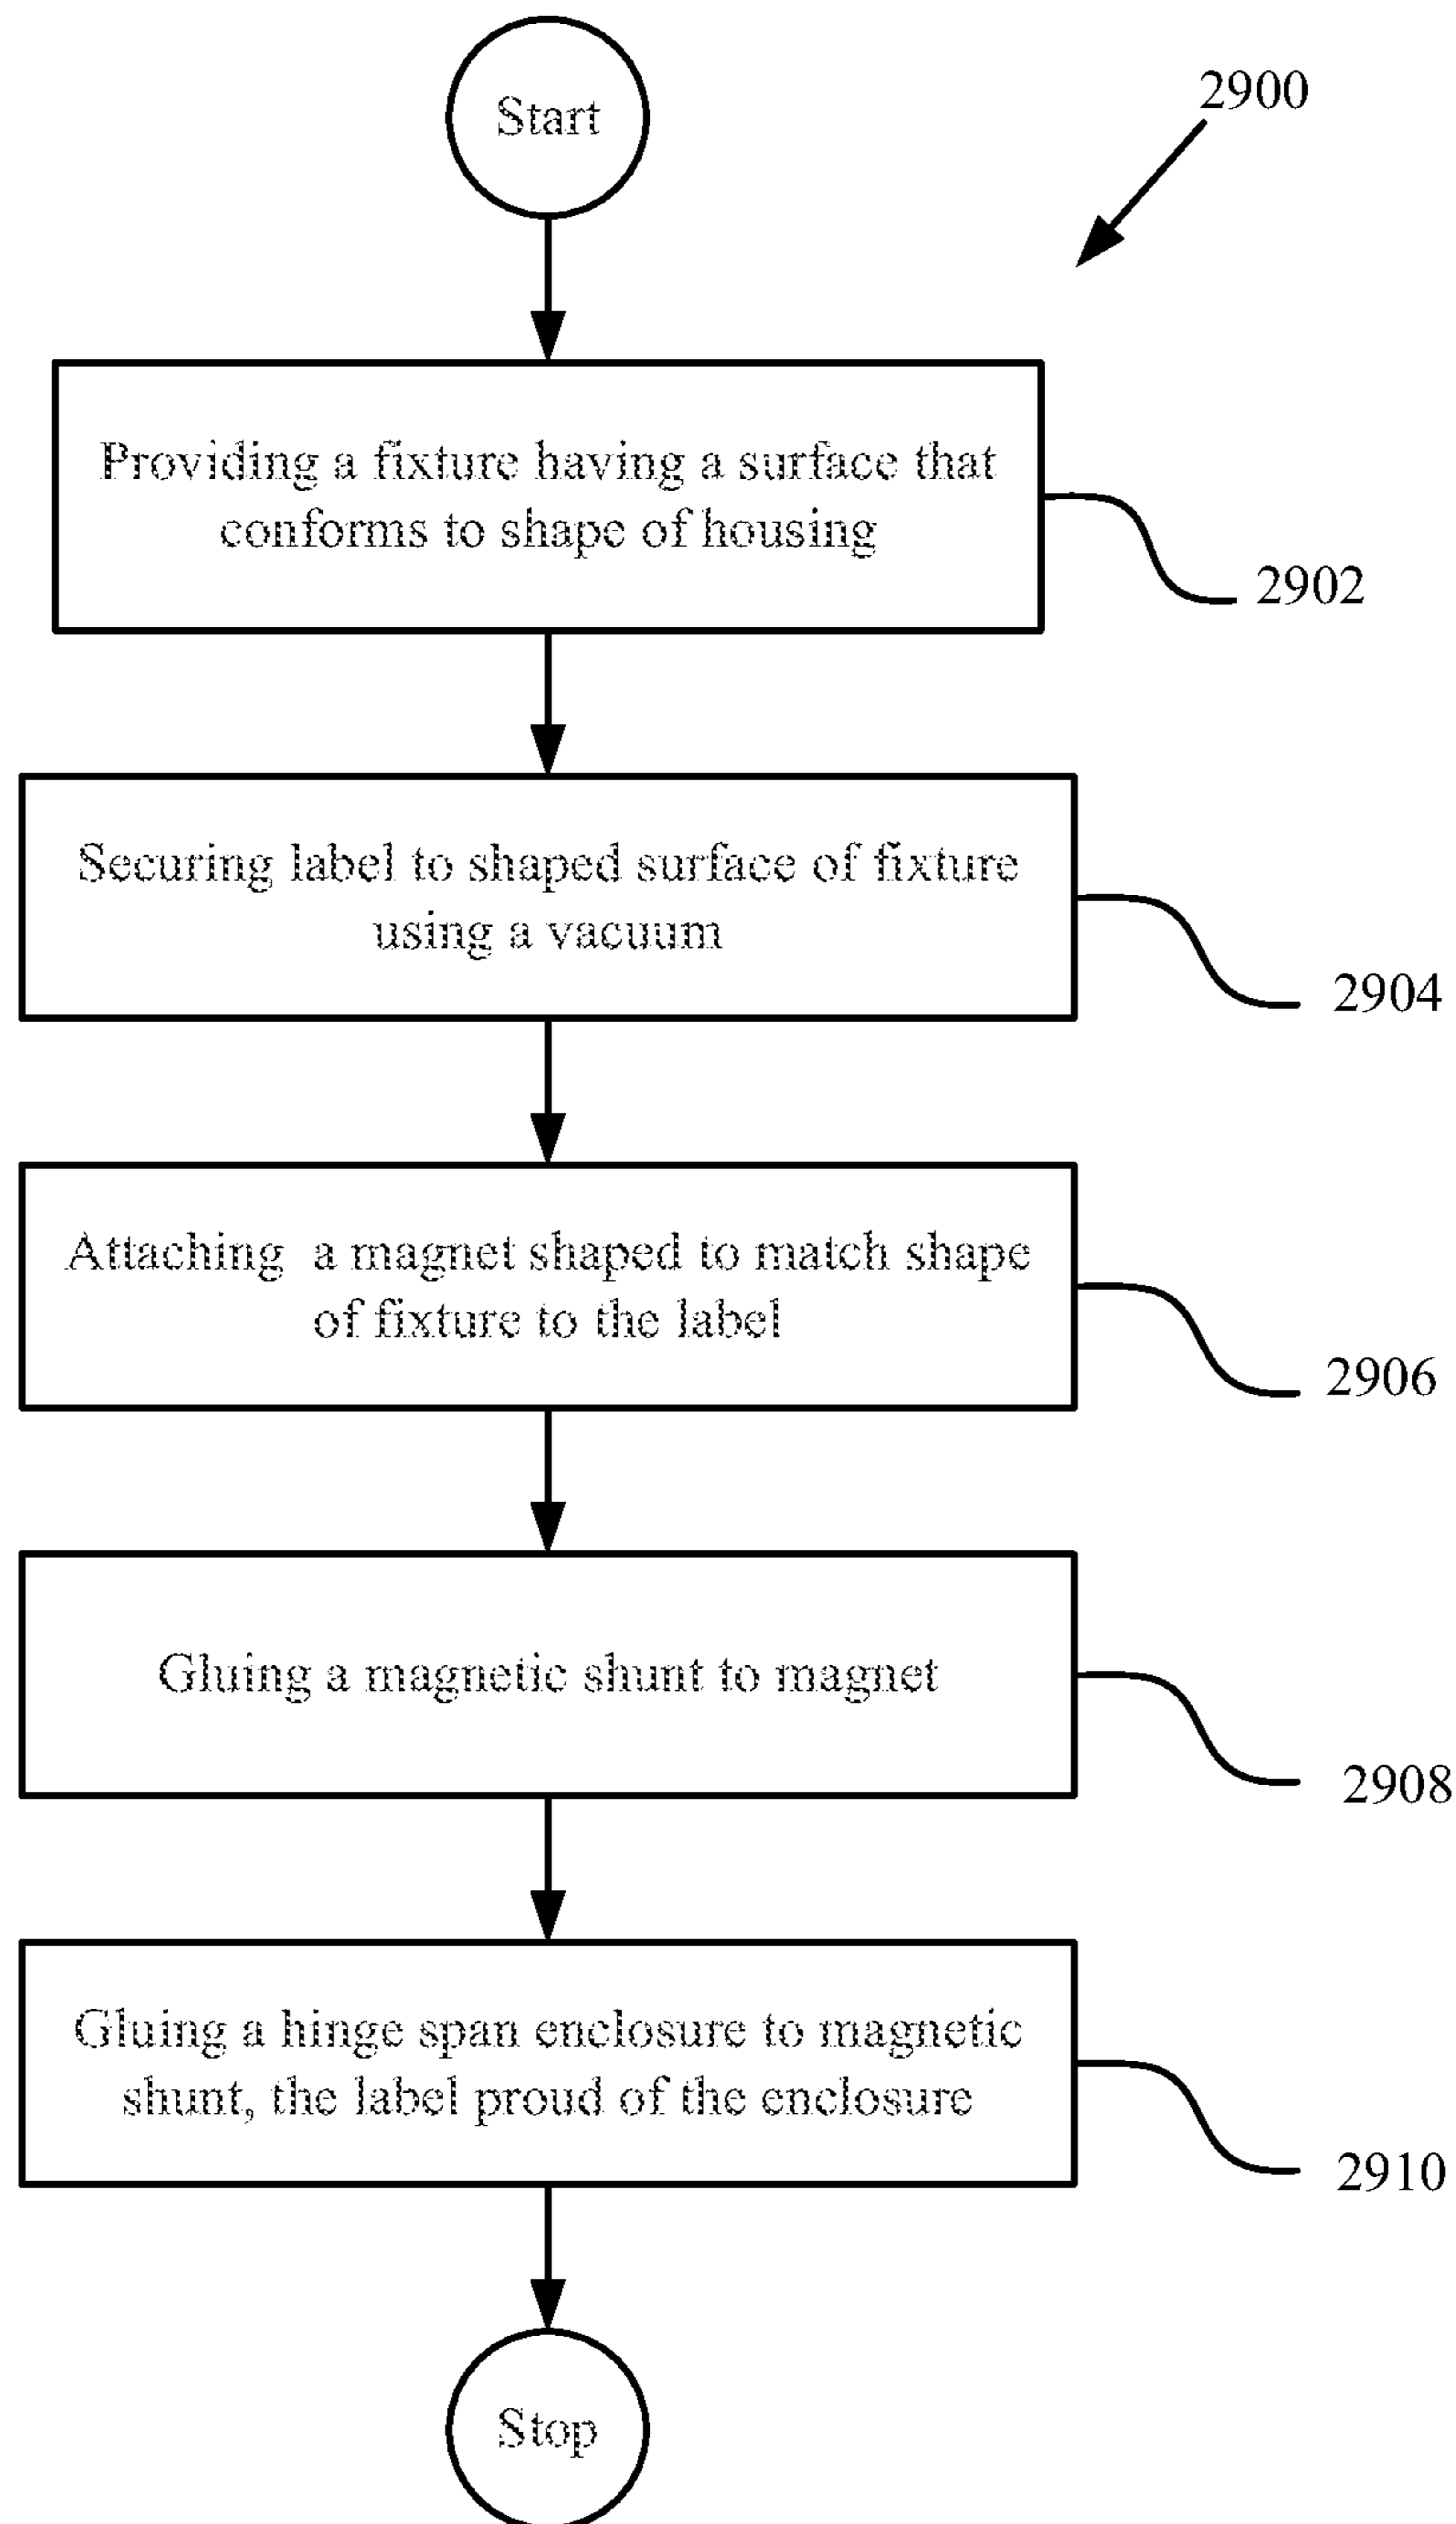 Start
2900
Providing a fixture having a surface that
conforms to shape of housing
2902
Securing label to shaped surface of fixture
using a vacuum
2904
Attaching a magnet shaped to match shape
of fixture to the label
2906
Gluing a magnetic shunt to magnet
2908
Gluing a hinge span enclosure to magnetic
shunt, the label proud of the enclosure
2910
Stop